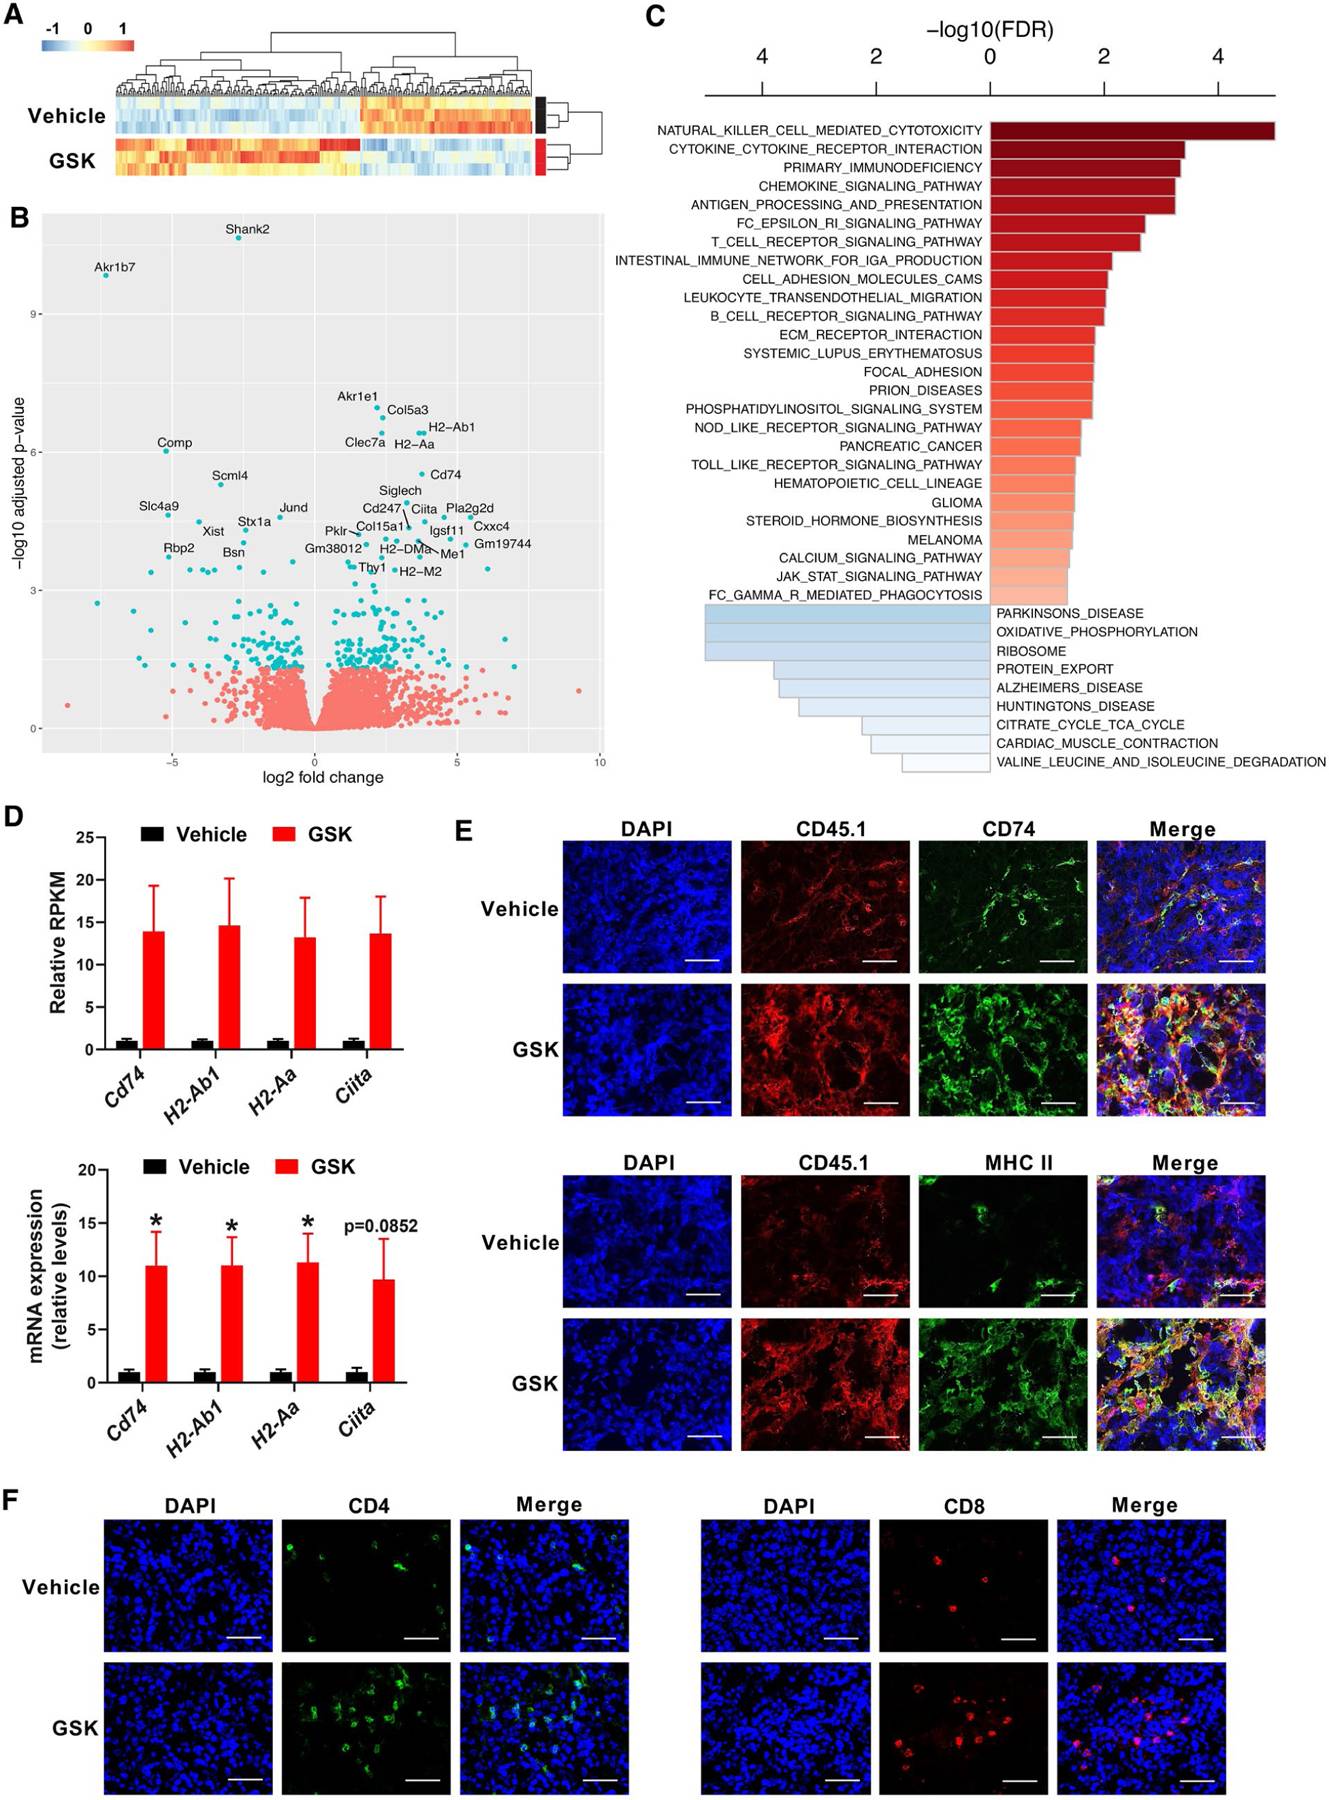 A
-1 0 1
Vehicle
GSK
B
Shank2
Akr1b7
9
Akr1e1
Col5a3
H2−Ab1
Clec7a
H2−Aa
Comp
6
Cd74
Scml4
Siglech
Slc4a9
Jund
Cd247
Ciita
Pla2g2d
Xist
Stx1a
Pklr
Col15a1
Igsf11
Cxxc4
Rbp2
Bsn
Gm38012
H2−DMa
Me1
Gm19744
Thy1
H2−M2
3
0
−5 0 5 10
−log10 adjusted p−value
log2 fold change
C
−log10(FDR)
4 2 0 2 4
NATURAL_KILLER_CELL_MEDIATED_CYTOTOXICITY
CYTOKINE_CYTOKINE_RECEPTOR_INTERACTION
PRIMARY_IMMUNODEFICIENCY
CHEMOKINE_SIGNALING_PATHWAY
ANTIGEN_PROCESSING_AND_PRESENTATION
FC_EPSILON_RI_SIGNALING_PATHWAY
T_CELL_RECEPTOR_SIGNALING_PATHWAY
INTESTINAL_IMMUNE_NETWORK_FOR_IGA_PRODUCTION
CELL_ADHESION_MOLECULES_CAMS
LEUKOCYTE_TRANSENDOTHELIAL_MIGRATION
B_CELL_RECEPTOR_SIGNALING_PATHWAY
ECM_RECEPTOR_INTERACTION
SYSTEMIC_LUPUS_ERYTHEMATOSUS
FOCAL_ADHESION
PRION_DISEASES
PHOSPHATIDYLINOSITOL_SIGNALING_SYSTEM
NOD_LIKE_RECEPTOR_SIGNALING_PATHWAY
PANCREATIC_CANCER
TOLL_LIKE_RECEPTOR_SIGNALING_PATHWAY
HEMATOPOIETIC_CELL_LINEAGE
GLIOMA
STEROID_HORMONE_BIOSYNTHESIS
MELANOMA
CALCIUM_SIGNALING_PATHWAY
JAK_STAT_SIGNALING_PATHWAY
FC_GAMMA_R_MEDIATED_PHAGOCYTOSIS
PARKINSONS_DISEASE
OXIDATIVE_PHOSPHORYLATION
RIBOSOME
PROTEIN_EXPORT
ALZHEIMERS_DISEASE
HUNTINGTONS_DISEASE
CITRATE_CYCLE_TCA_CYCLE
CARDIAC_MUSCLE_CONTRACTION
VALINE_LEUCINE_AND_ISOLEUCINE_DEGRADATION
D
Vehicle GSK
25
20
15
10
5
0
Relative RPKM
Cd74 H2-Ab1 H2-Aa Ciita
Vehicle GSK
20
15
10
5
0
mRNA expression
(relative levels)
* * * p=0.0852
Cd74 H2-Ab1 H2-Aa Ciita
E
DAPI CD45.1 CD74 Merge
Vehicle
GSK
DAPI CD45.1 MHC II Merge
Vehicle
GSK
F
DAPI CD4 Merge DAPI CD8 Merge
Vehicle
GSK